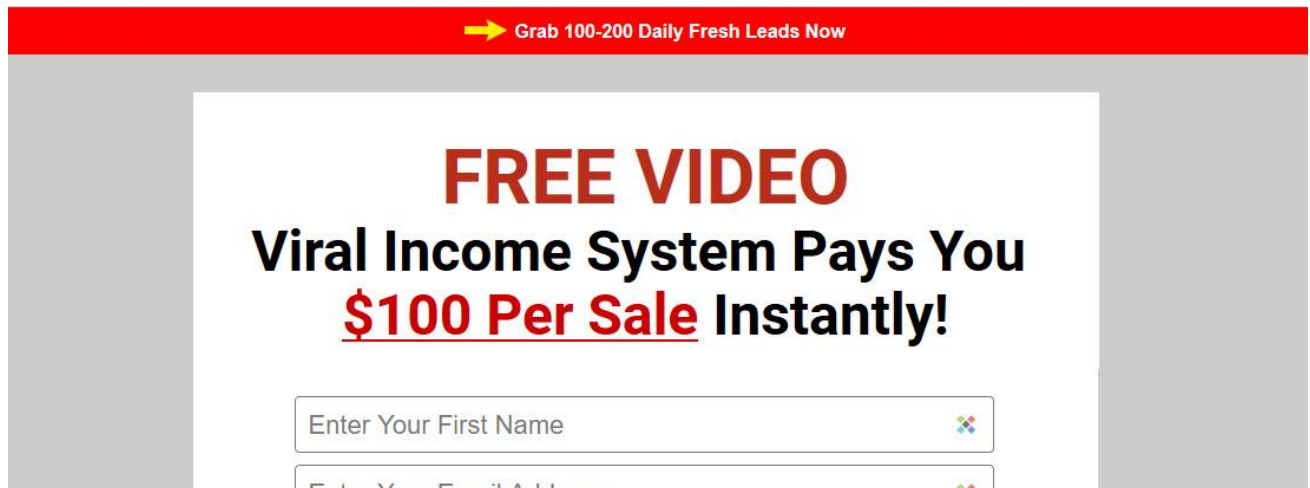 Grab 100-200 Daily Fresh Leads Now
FREE VIDEO
Viral Income System Pays You
$100 Per Sale Instantly!
Enter Your First Name